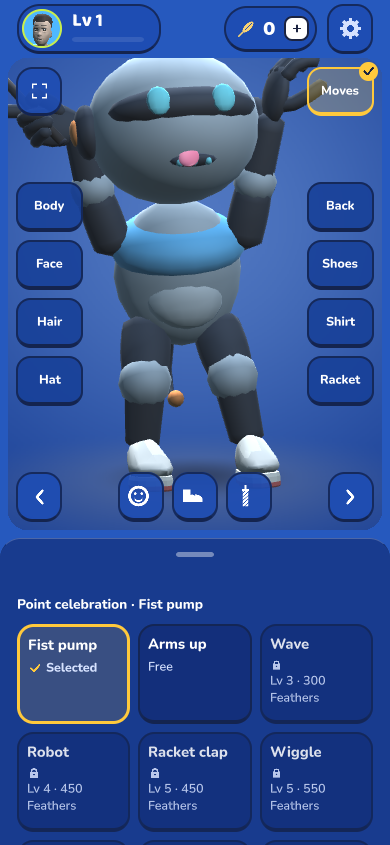 Lv 1
0
+
Moves
Body
Back
Face
Shoes
Hair
Shirt
Hat
Racket
Point celebration · Fist pump
Fist pump
Selected
Arms up
Free
Wave
Lv 3 · 300
Feathers
Robot
Lv 4 · 450
Feathers
Racket clap
Lv 5 · 450
Feathers
Wiggle
Lv 5 · 550
Feathers